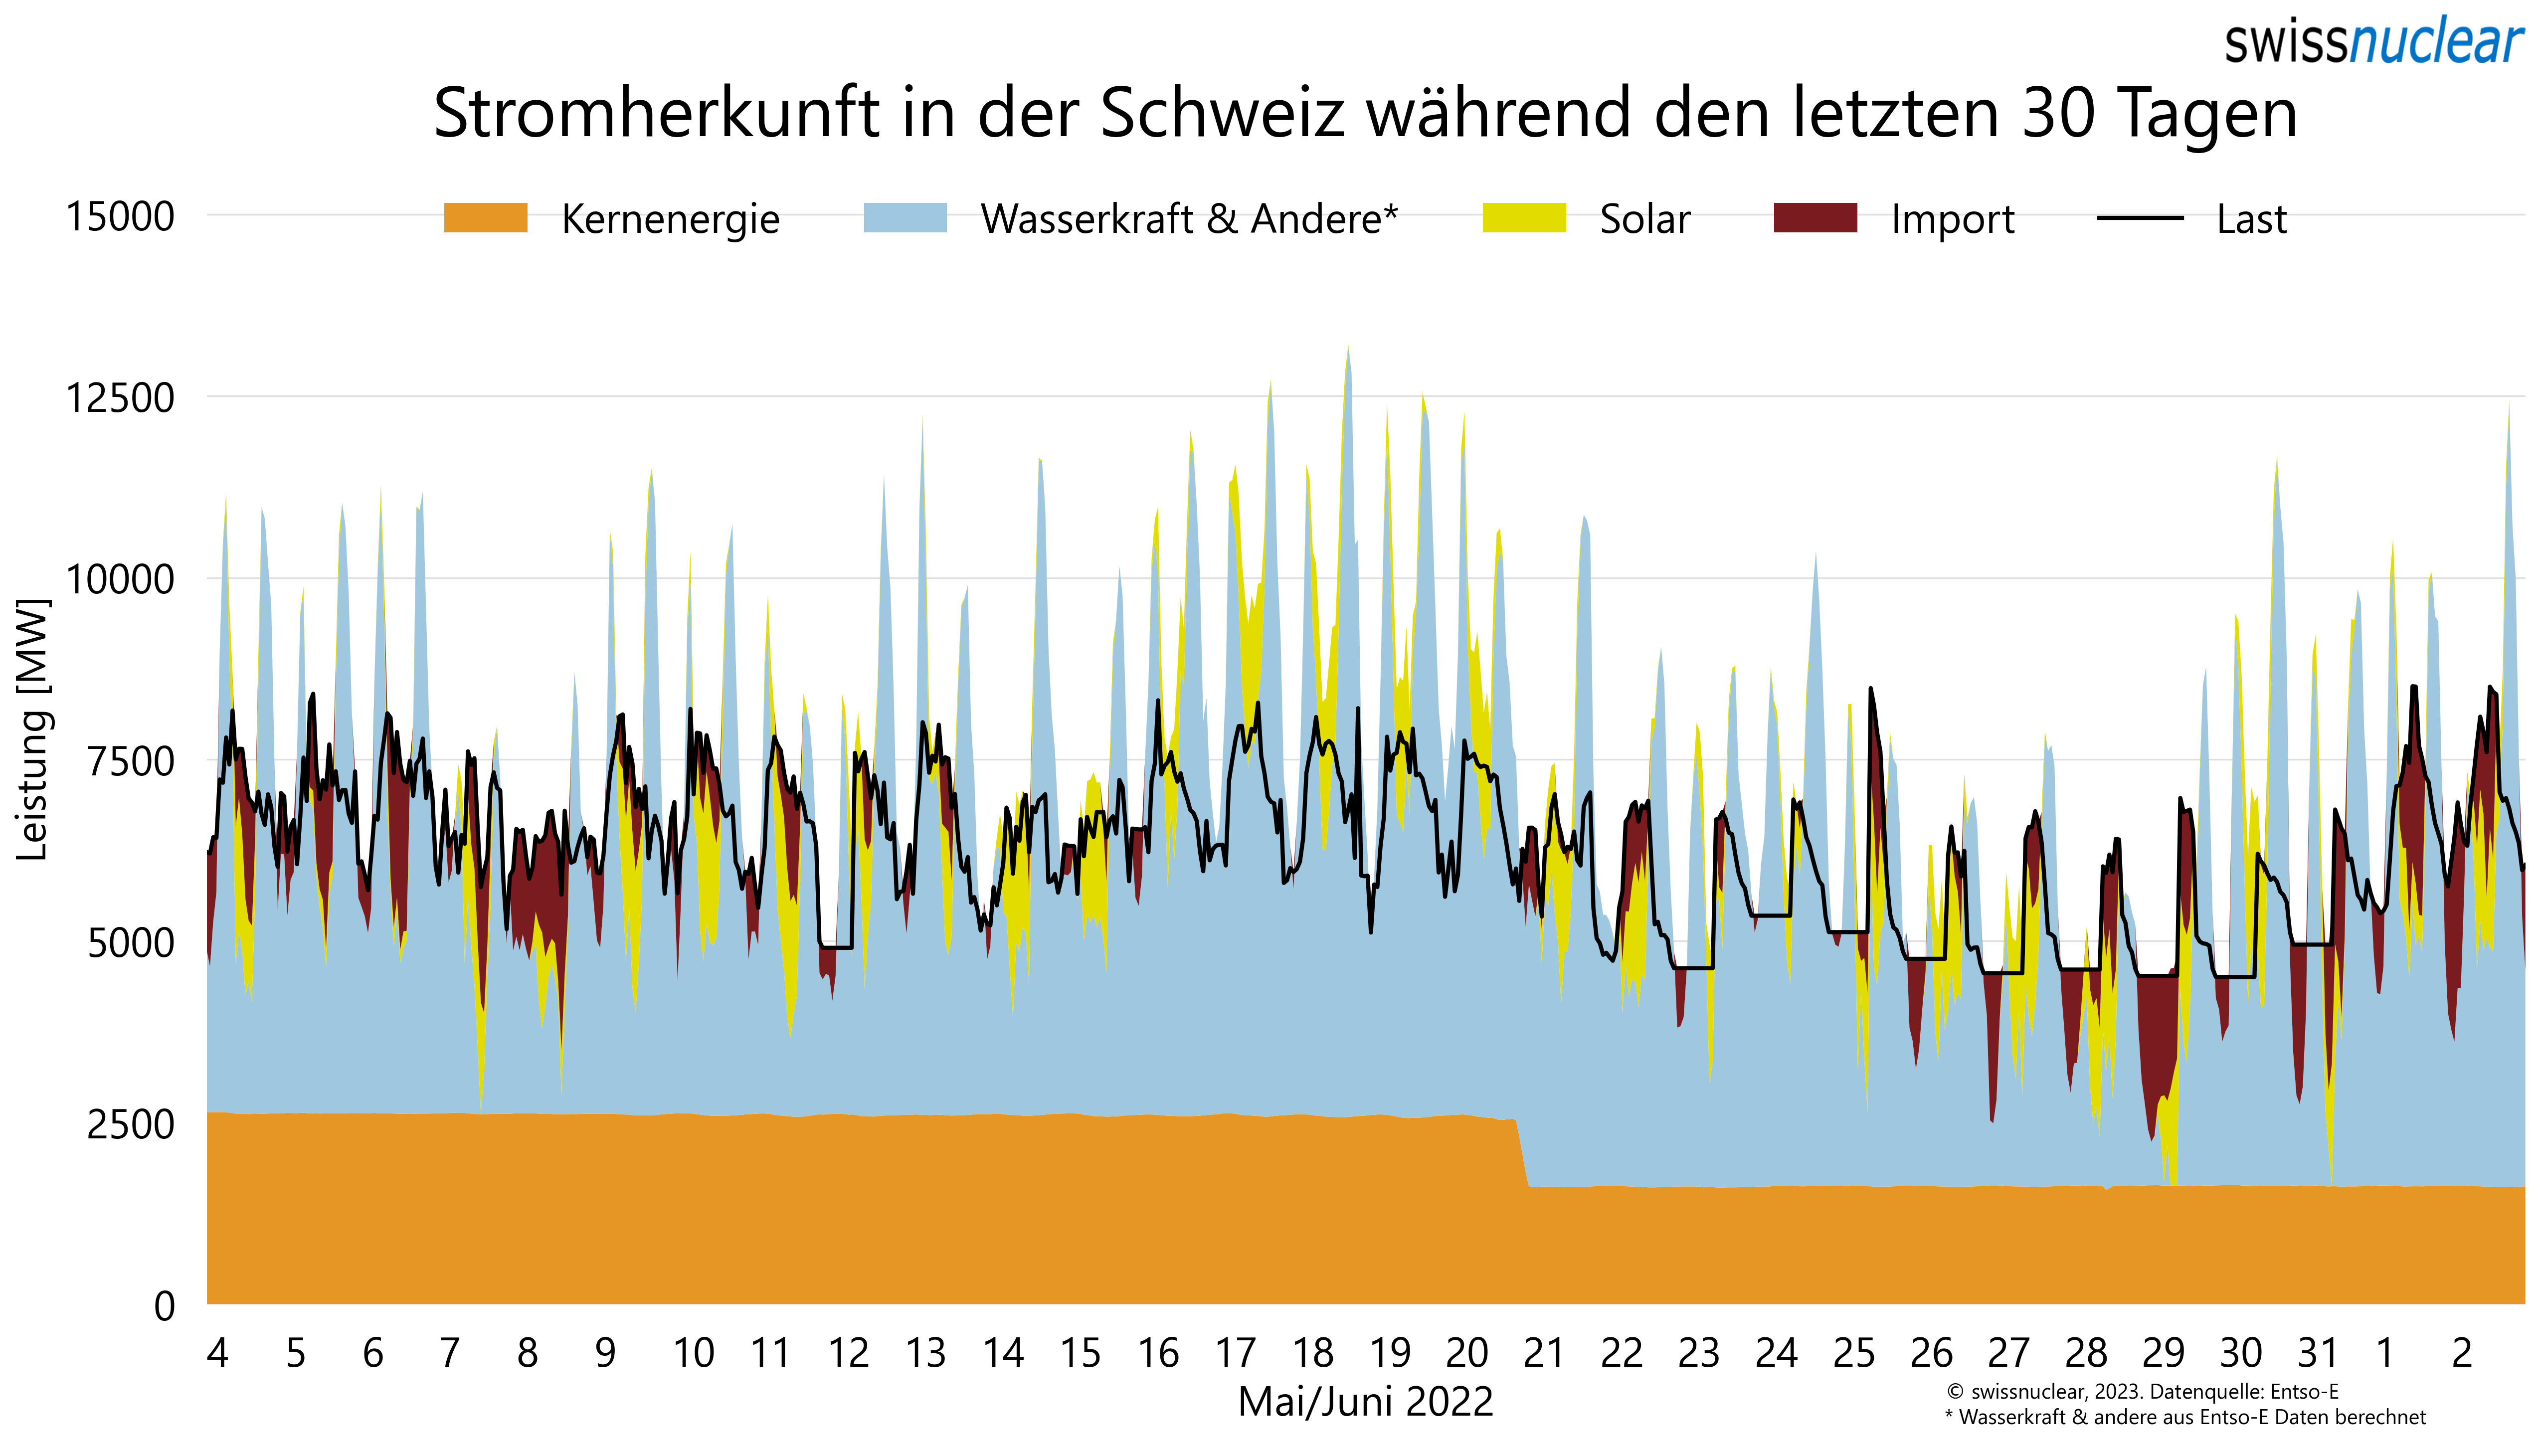 swissnuclear
Stromherkunft in der Schweiz während den letzten 30 Tagen
Kernenergie Wasserkraft & Andere* Solar Import Last
15000
12500
10000
7500
5000
2500
0
Leistung [MW]
4 5 6 7 8 9 10 11 12 13 14 15 16 17 18 19 20 21 22 23 24 25 26 27 28 29 30 31 1 2
Mai/Juni 2022
© swissnuclear, 2023. Datenquelle: Entso-E
* Wasserkraft & andere aus Entso-E Daten berechnet